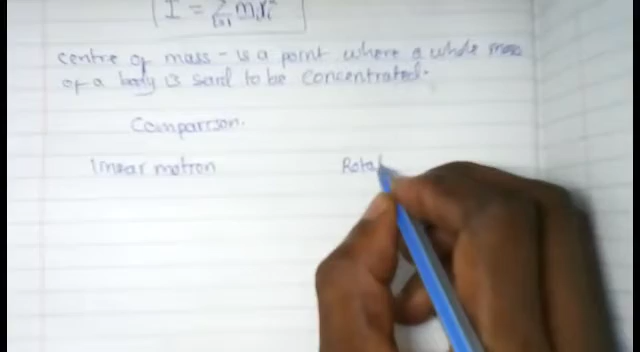 I = Σ mᵢrᵢ²
centre of mass - is a point where a whole mass
of a body is said to be concentrated.
Comparison.
linear motion Rota